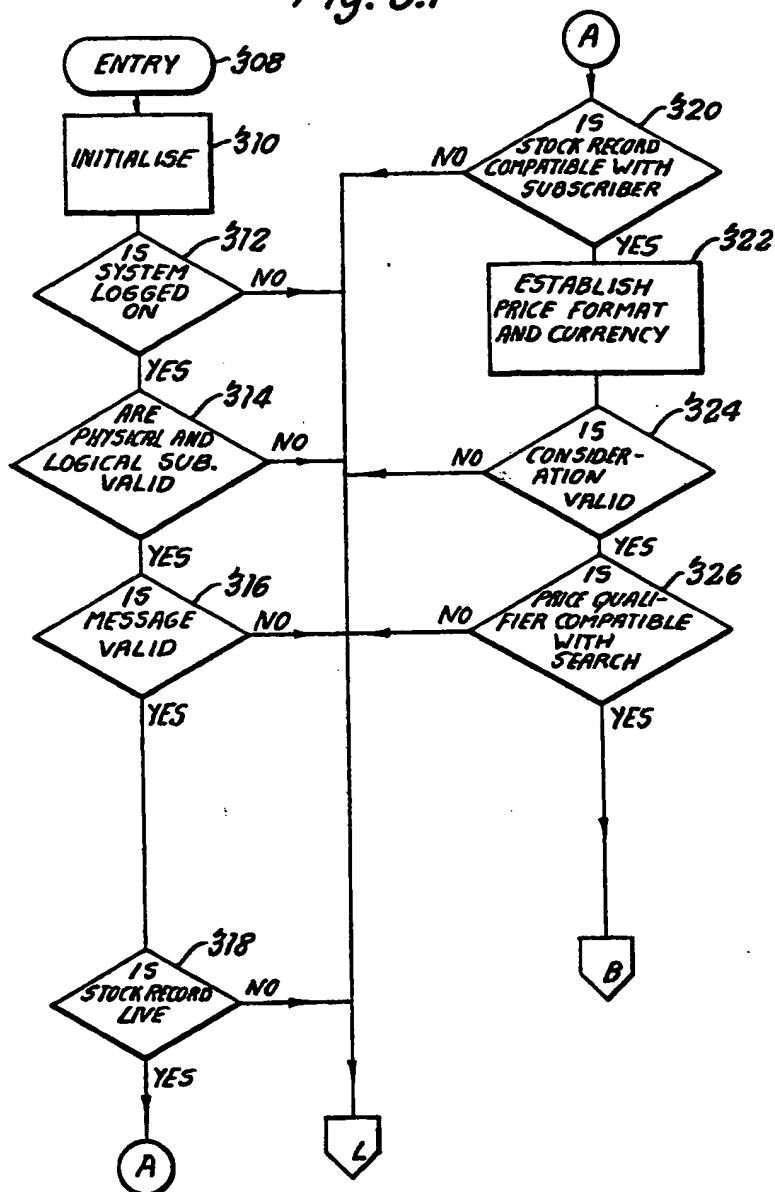 Fig. 3.1
ENTRY
308
INITIALISE
310
312
IS
SYSTEM
LOGGED
ON
NO
YES
314
ARE
PHYSICAL AND
LOGICAL SUB.
VALID
NO
YES
316
IS
MESSAGE
VALID
NO
YES
318
IS
STOCK RECORD
LIVE
NO
YES
A
L
A
320
IS
STOCK RECORD
COMPATIBLE WITH
SUBSCRIBER
NO
YES
322
ESTABLISH
PRICE FORMAT
AND CURRENCY
324
IS
CONSIDER-
ATION
VALID
NO
YES
326
IS
PRICE QUALI-
FIER COMPATIBLE
WITH
SEARCH
NO
YES
B